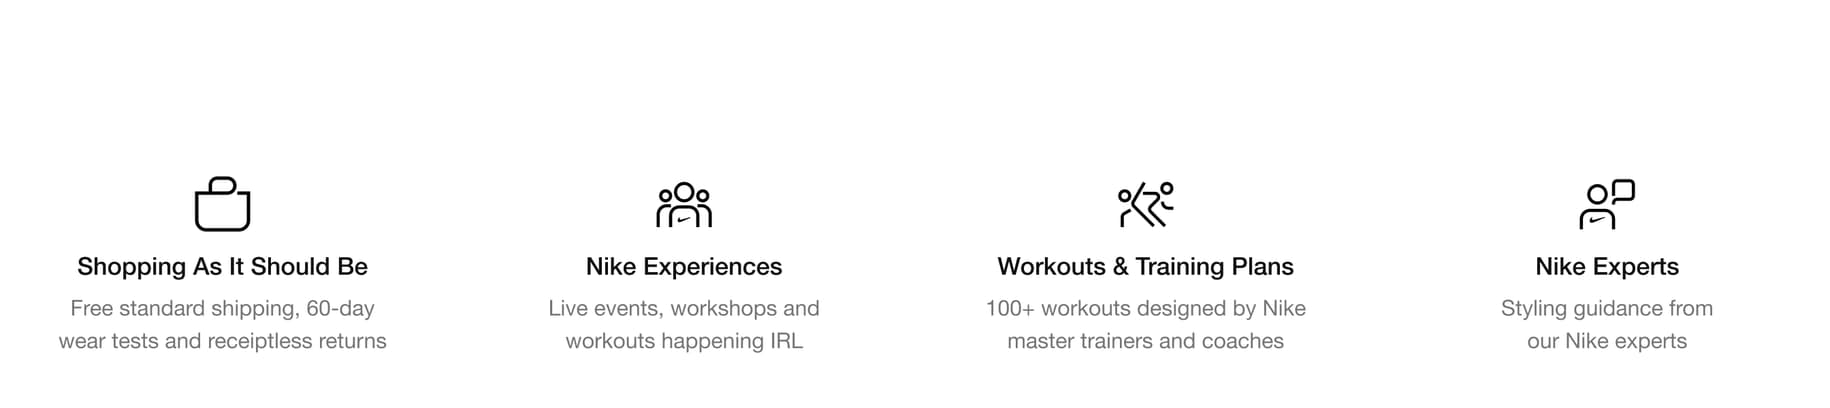 Shopping As It Should Be
Free standard shipping, 60-day
wear tests and receiptless returns
Nike Experiences
Live events, workshops and
workouts happening IRL
Workouts & Training Plans
100+ workouts designed by Nike
master trainers and coaches
Nike Experts
Styling guidance from
our Nike experts